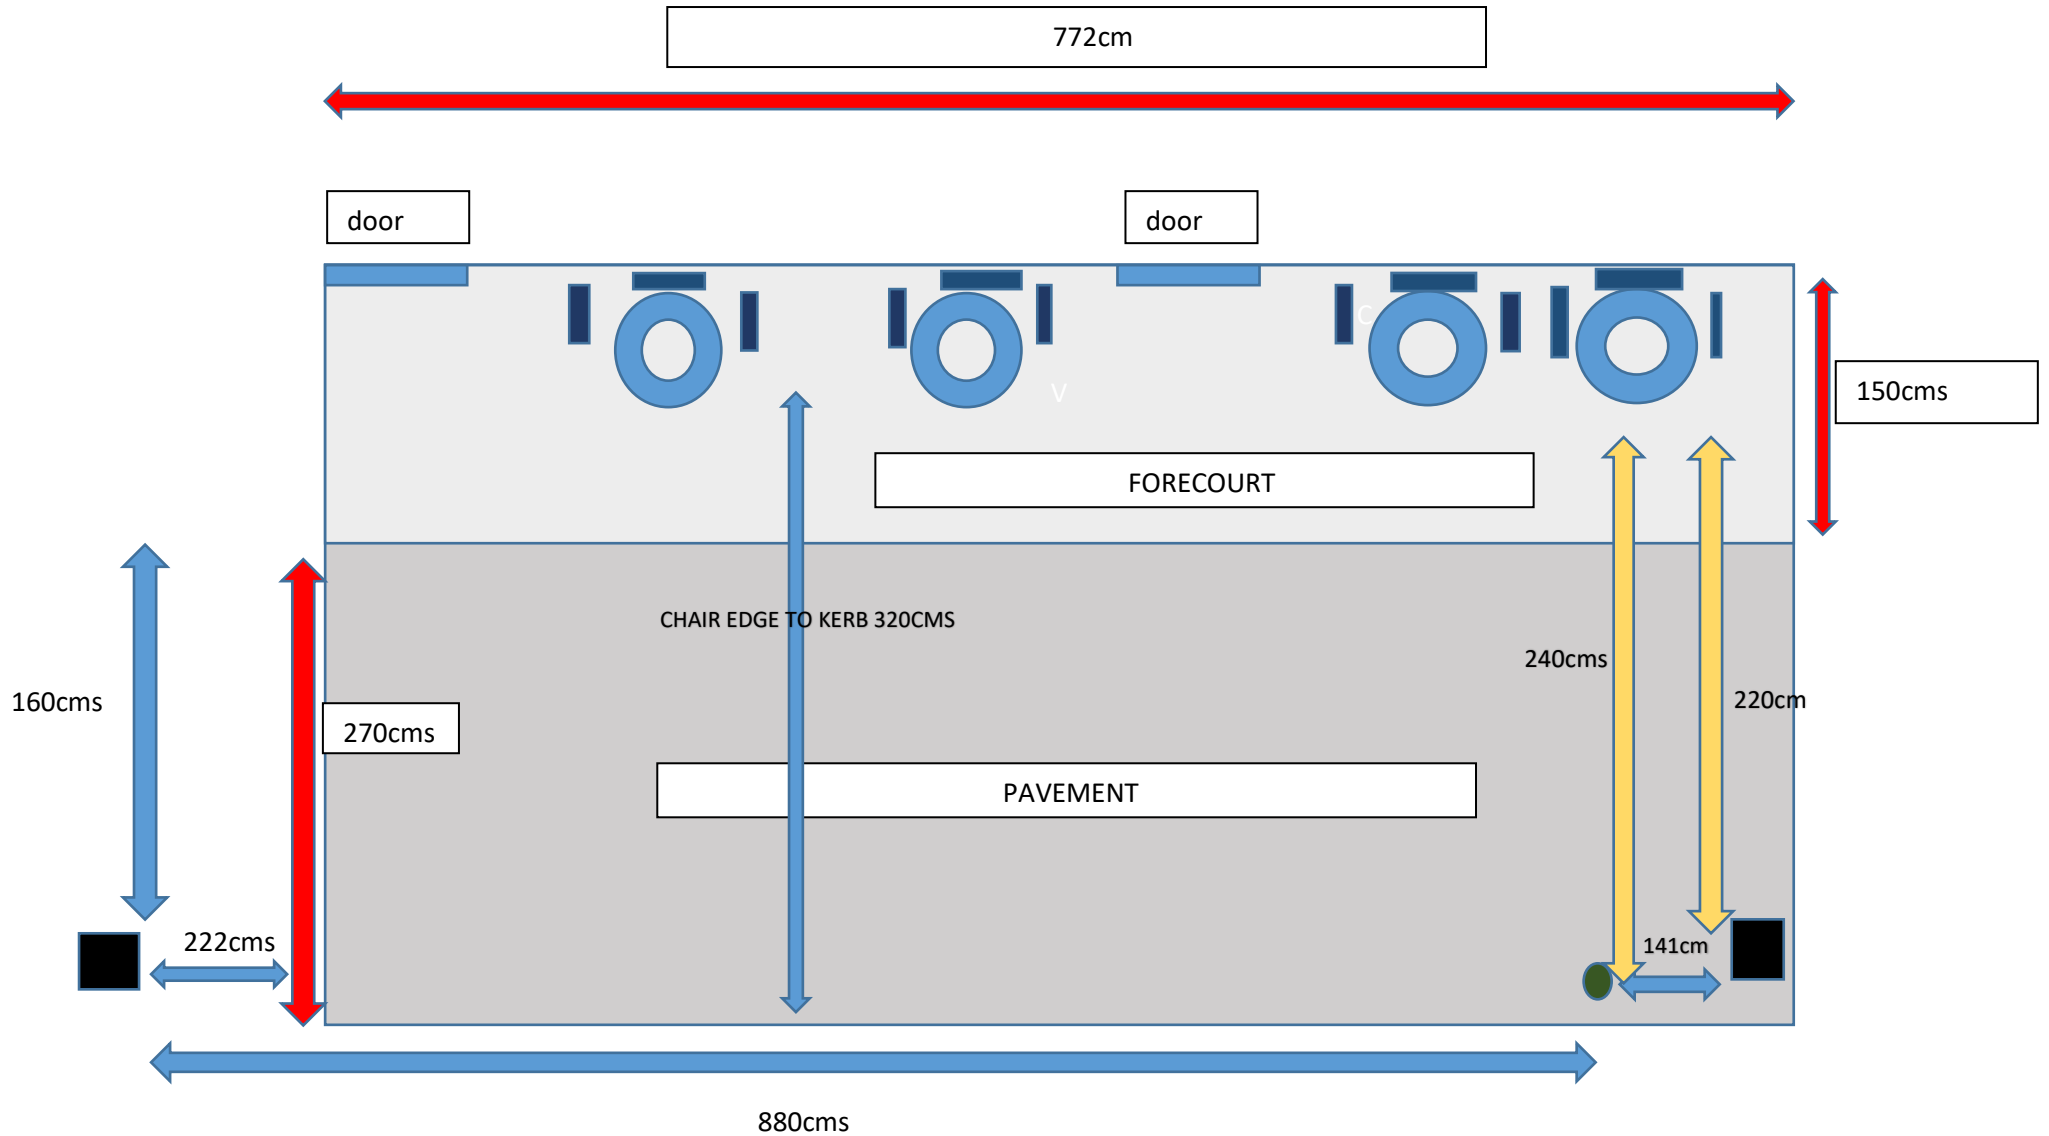 772cm
door
door
C
150cms
V
FORECOURT
CHAIR EDGE TO KERB 320CMS
240cms
160cms
220cm
270cms
PAVEMENT
222cms
141cm
880cms